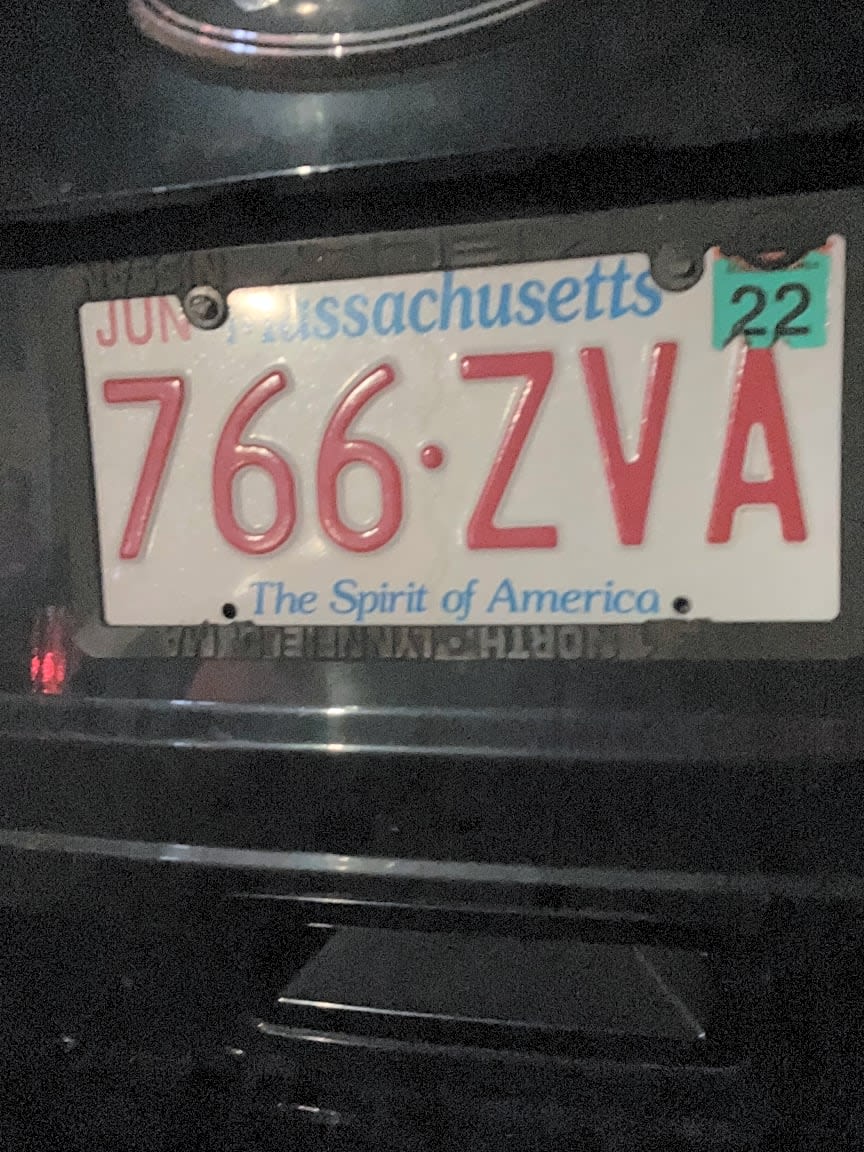 JUN Massachusetts 22
766·ZVA
The Spirit of America